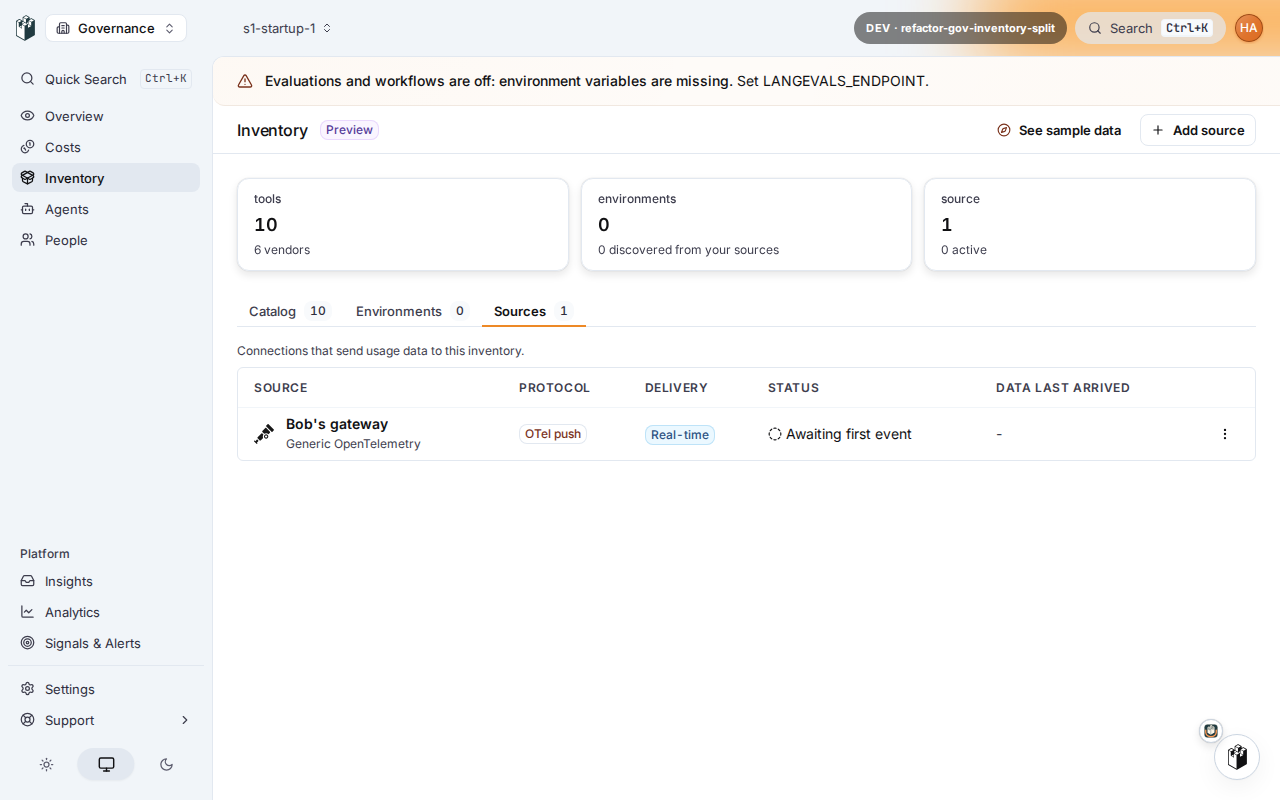 Governance
s1-startup-1
DEV · refactor-gov-inventory-split
Search Ctrl+K
HA
Quick Search Ctrl+K
Overview
Costs
Inventory
Agents
People
Platform
Insights
Analytics
Signals & Alerts
Settings
Support
Evaluations and workflows are off: environment variables are missing. Set LANGEVALS_ENDPOINT.
Inventory Preview
See sample data
Add source
tools
10
6 vendors
environments
0
0 discovered from your sources
source
1
0 active
Catalog 10 Environments 0 Sources 1
Connections that send usage data to this inventory.
SOURCE PROTOCOL DELIVERY STATUS DATA LAST ARRIVED
Bob's gateway
Generic OpenTelemetry
OTel push Real-time Awaiting first event -